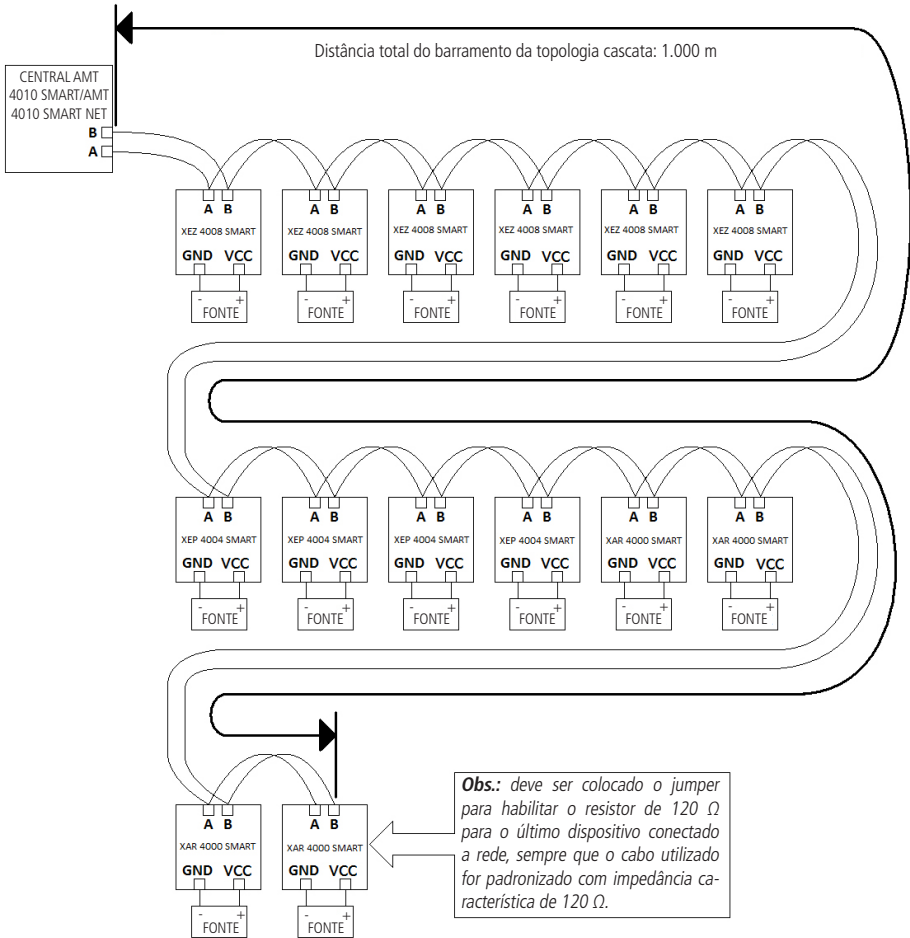 Distância total do barramento da topologia cascata: 1.000 m
CENTRAL AMT
4010 SMART/AMT
4010 SMART NET
B
A
A B A B A B A B A B A B
XEZ 4008 SMART XEZ 4008 SMART XEZ 4008 SMART XEZ 4008 SMART XEZ 4008 SMART XEZ 4008 SMART
GND VCC GND VCC GND VCC GND VCC GND VCC GND VCC
- + - + - + - + - + - +
FONTE FONTE FONTE FONTE FONTE FONTE
A B A B A B A B A B A B
XEP 4004 SMART XEP 4004 SMART XEP 4004 SMART XEP 4004 SMART XAR 4000 SMART XAR 4000 SMART
GND VCC GND VCC GND VCC GND VCC GND VCC GND VCC
- + - + - + - + - + - +
FONTE FONTE FONTE FONTE FONTE FONTE
A B A B
XAR 4000 SMART XAR 4000 SMART
GND VCC GND VCC
- + - +
FONTE FONTE
Obs.: deve ser colocado o jumper
para habilitar o resistor de 120 Ω
para o último dispositivo conectado
a rede, sempre que o cabo utilizado
for padronizado com impedância ca-
racterística de 120 Ω.